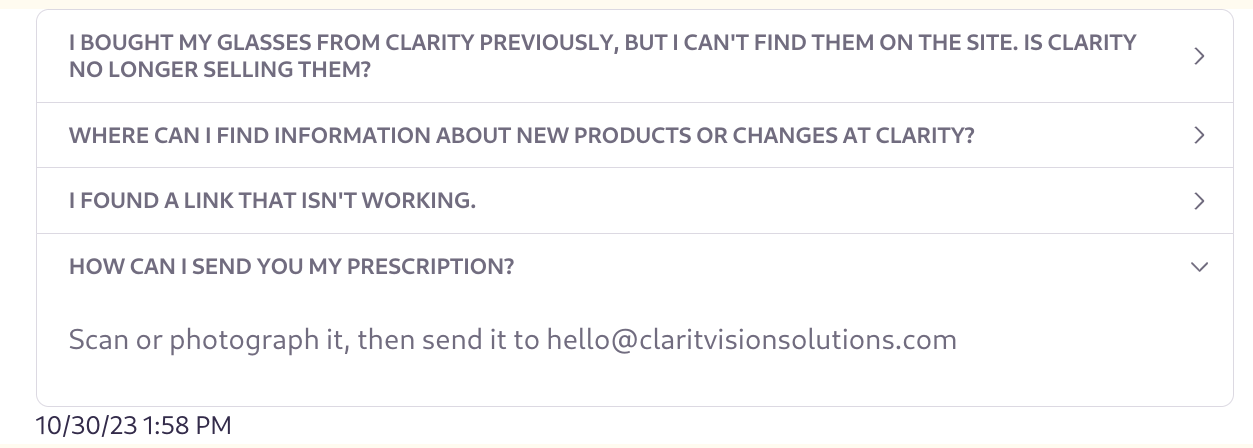 I BOUGHT MY GLASSES FROM CLARITY PREVIOUSLY, BUT I CAN'T FIND THEM ON THE SITE. IS CLARITY
NO LONGER SELLING THEM?
WHERE CAN I FIND INFORMATION ABOUT NEW PRODUCTS OR CHANGES AT CLARITY?
I FOUND A LINK THAT ISN'T WORKING.
HOW CAN I SEND YOU MY PRESCRIPTION?
Scan or photograph it, then send it to hello@claritvisionsolutions.com
10/30/23 1:58 PM